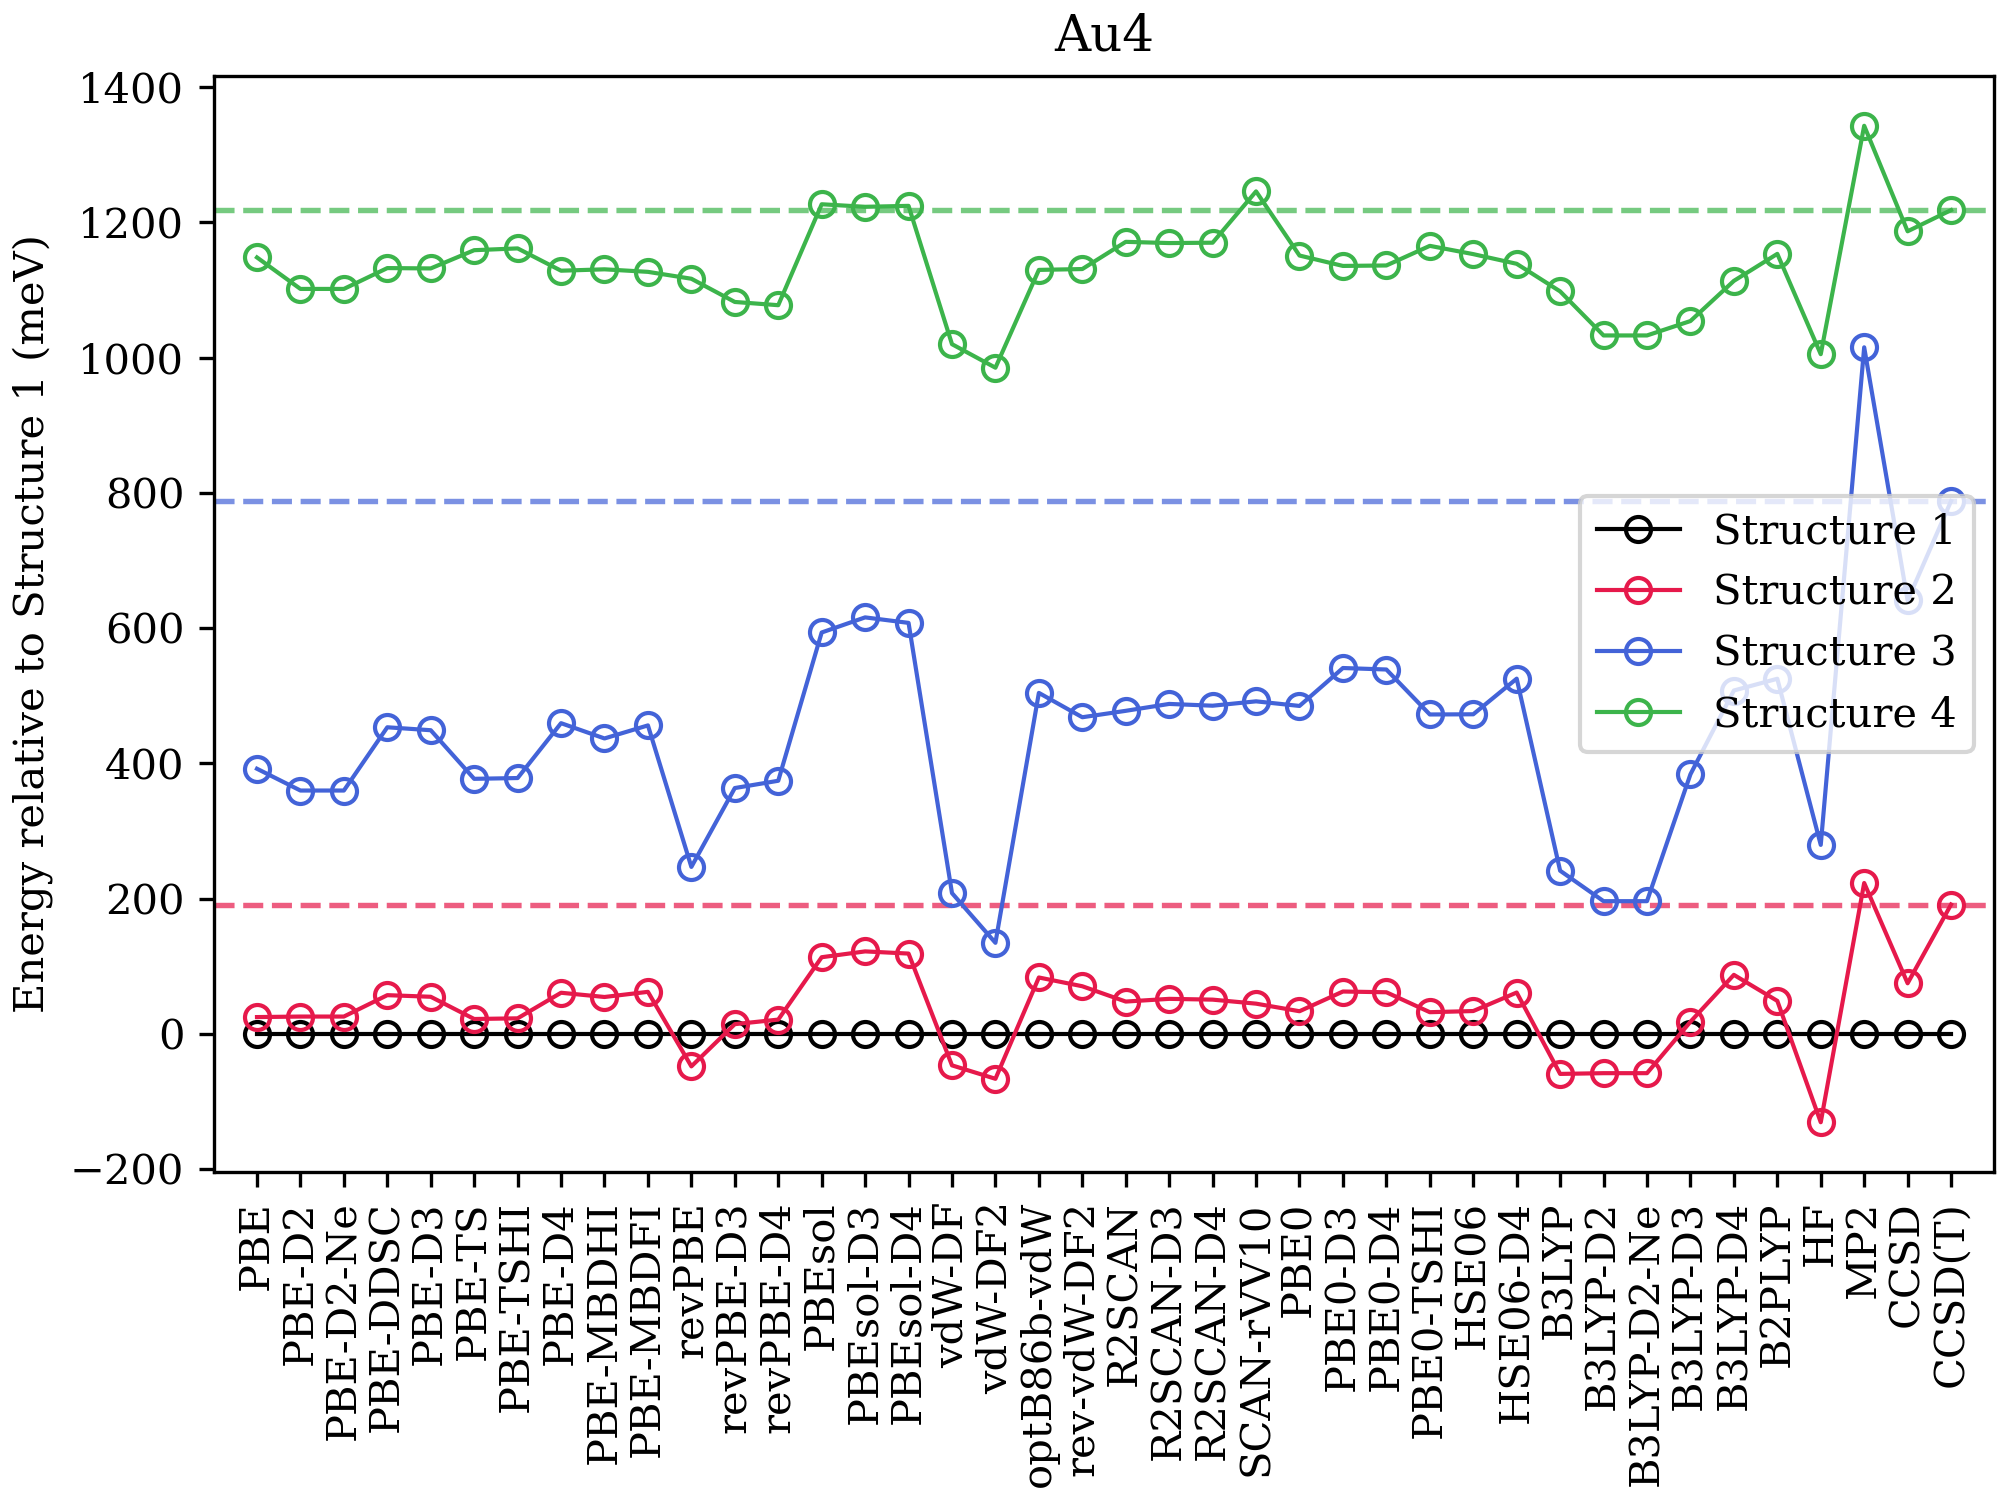 Au4
Energy relative to Structure 1 (meV)
1400
1200
1000
800
600
400
200
0
−200
Structure 1
Structure 2
Structure 3
Structure 4
PBE
PBE-D2
PBE-D2-Ne
PBE-DDSC
PBE-D3
PBE-TS
PBE-TSHI
PBE-D4
PBE-MBDHI
PBE-MBDFI
revPBE
revPBE-D3
revPBE-D4
PBEsol
PBEsol-D3
PBEsol-D4
vdW-DF
vdW-DF2
optB86b-vdW
rev-vdW-DF2
R2SCAN
R2SCAN-D3
R2SCAN-D4
SCAN-rVV10
PBE0
PBE0-D3
PBE0-D4
PBE0-TSHI
HSE06
HSE06-D4
B3LYP
B3LYP-D2
B3LYP-D2-Ne
B3LYP-D3
B3LYP-D4
B2PLYP
HF
MP2
CCSD
CCSD(T)